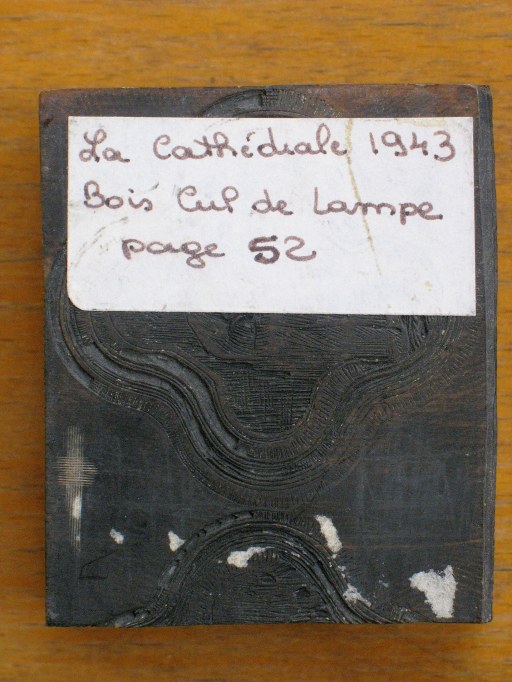 La Cathédrale 1943
Bois Cul de Lampe
page 52